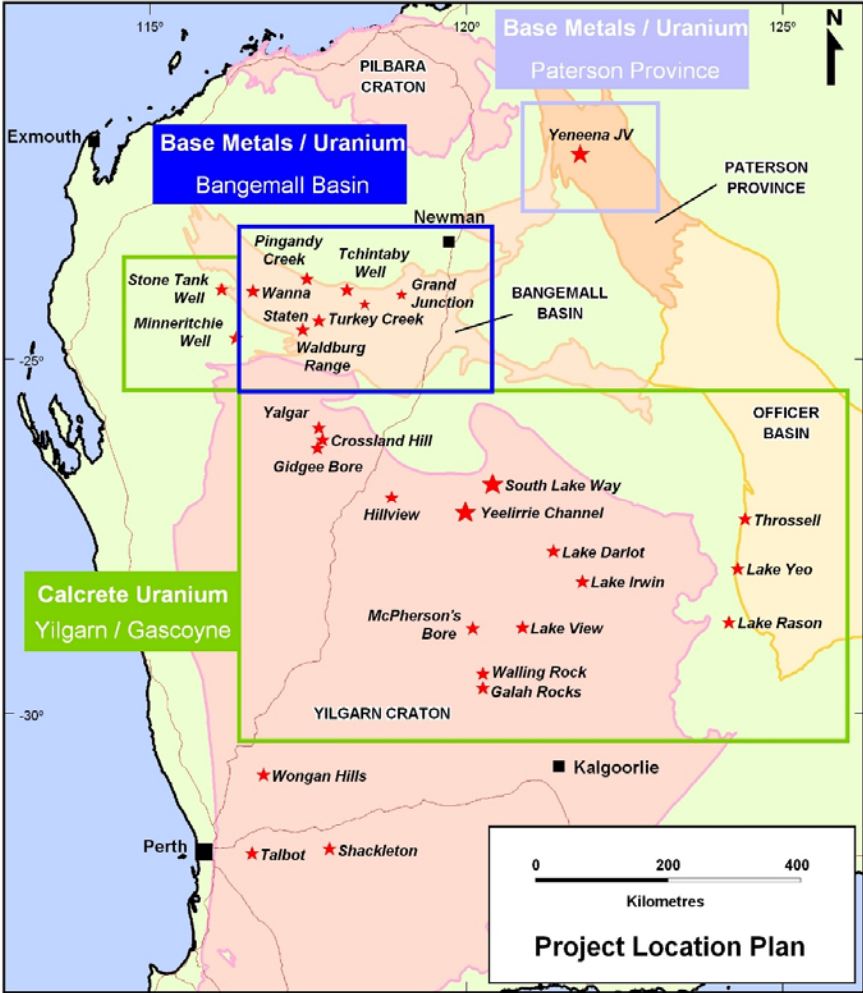 115°
120°
125°
Base Metals / Uranium
Paterson Province
N
PILBARA
CRATON
Exmouth
Yeneena JV
Base Metals / Uranium
Bangemall Basin
PATERSON
PROVINCE
Newman
Pingandy
Creek
Tchintaby
Well
Stone Tank
Well
Wanna
Grand
Junction
Staten
Turkey Creek
BANGEMALL
BASIN
Minneritchie
Well
Waldburg
Range
-25°
Yalgar
Crossland Hill
Gidgee Bore
OFFICER
BASIN
South Lake Way
Hillview
Yeelirrie Channel
Throssell
Lake Darlot
Lake Yeo
Lake Irwin
Calcrete Uranium
Yilgarn / Gascoyne
McPherson's
Bore
Lake View
Lake Rason
Walling Rock
Galah Rocks
-30°
YILGARN CRATON
Wongan Hills
Kalgoorlie
Perth
Talbot
Shackleton
0
200
400
Kilometres
Project Location Plan